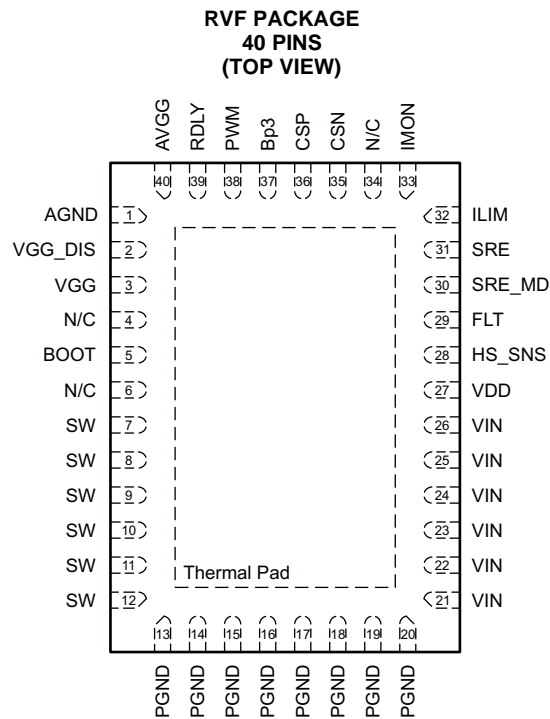 RVF PACKAGE
40 PINS
(TOP VIEW)
AVGG
RDLY
PWM
Bp3
CSP
CSN
N/C
IMON
40 39 38 37 36 35 34 33
AGND 1
VGG_DIS 2
VGG 3
N/C 4
BOOT 5
N/C 6
SW 7
SW 8
SW 9
SW 10
SW 11
SW 12
32 ILIM
31 SRE
30 SRE_MD
29 FLT
28 HS_SNS
27 VDD
26 VIN
25 VIN
24 VIN
23 VIN
22 VIN
21 VIN
Thermal Pad
13 14 15 16 17 18 19 20
PGND
PGND
PGND
PGND
PGND
PGND
PGND
PGND